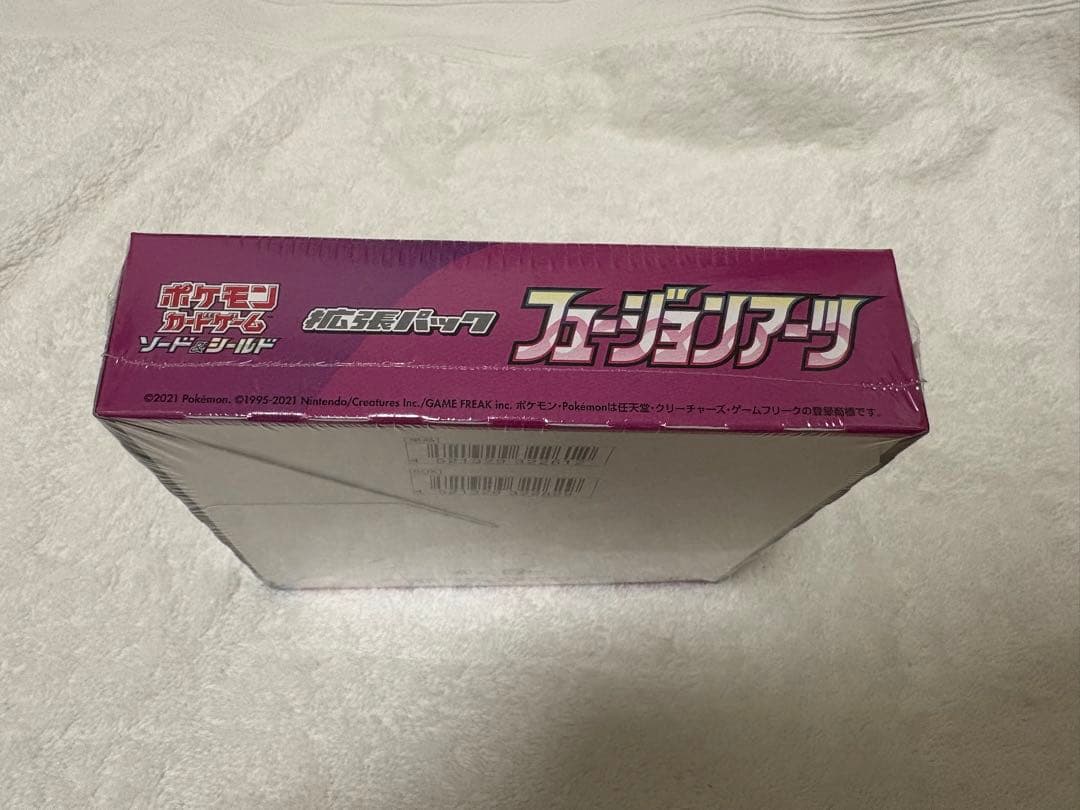 ポケモン
カードゲーム
ソード&シールド
拡張パック
フュージョンアーツ
©2021 Pokémon. ©1995-2021 Nintendo/Creatures Inc./GAME FREAK inc. ポケモン・Pokémonは任天堂・クリーチャーズ・ゲームフリークの登録商標です。